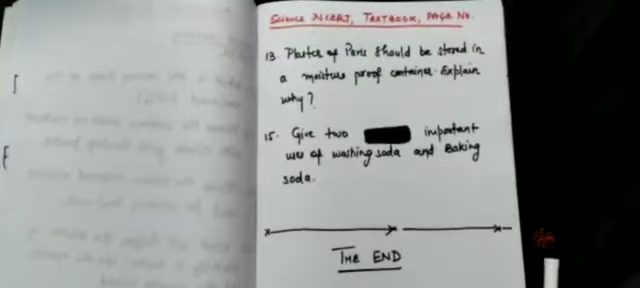 Science NCERT, TEXTBOOK, PAGE No.
13. Plaster of Paris should be stored in
a moisture proof container. Explain
why?
15. Give two important
uses of washing soda and Baking
soda.
THE END